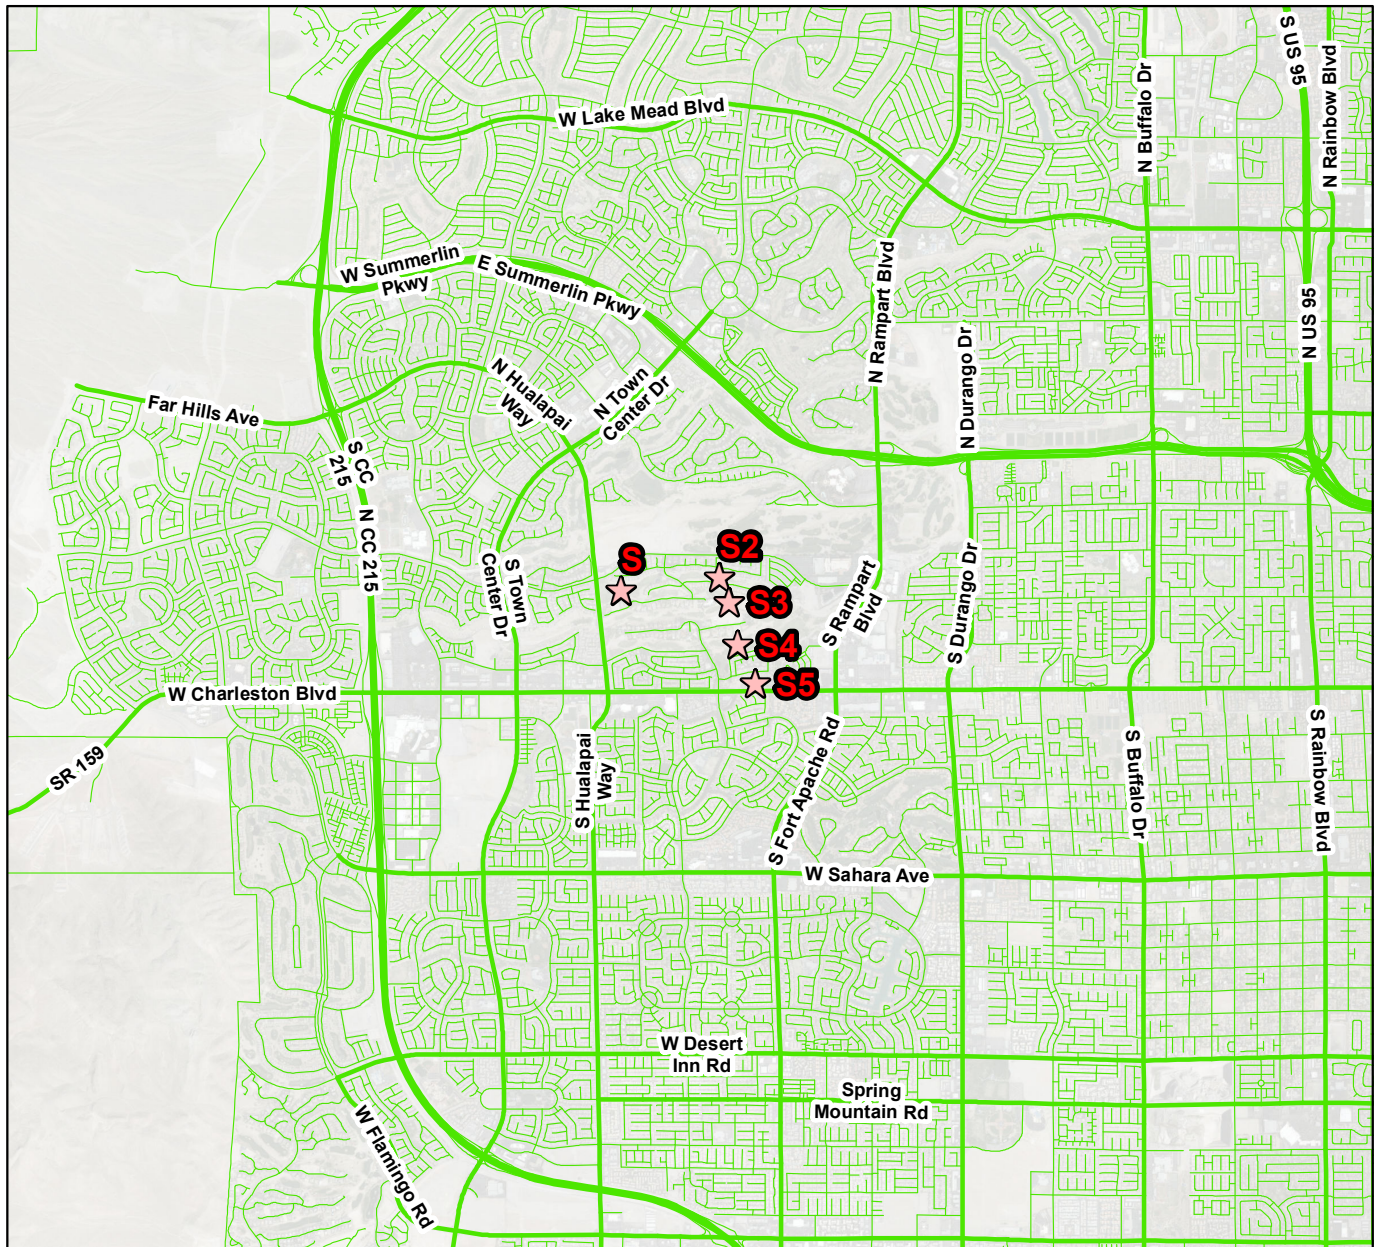 S US 95
N Rainbow Blvd
N Buffalo Dr
W Lake Mead Blvd
W Summerlin
Pkwy
E Summerlin Pkwy
N Rampart Blvd
N US 95
N Durango Dr
N Hualapai
Way
N Town
Center Dr
Far Hills Ave
S CC
215
N CC 215
S Town
Center Dr
S
S2
S3
S4
S5
S Rampart
Blvd
S Durango Dr
W Charleston Blvd
SR 159
S Hualapai
Way
S Fort Apache Rd
S Buffalo Dr
S Rainbow Blvd
W Sahara Ave
W Desert
Inn Rd
Spring
Mountain Rd
W Flamingo Rd